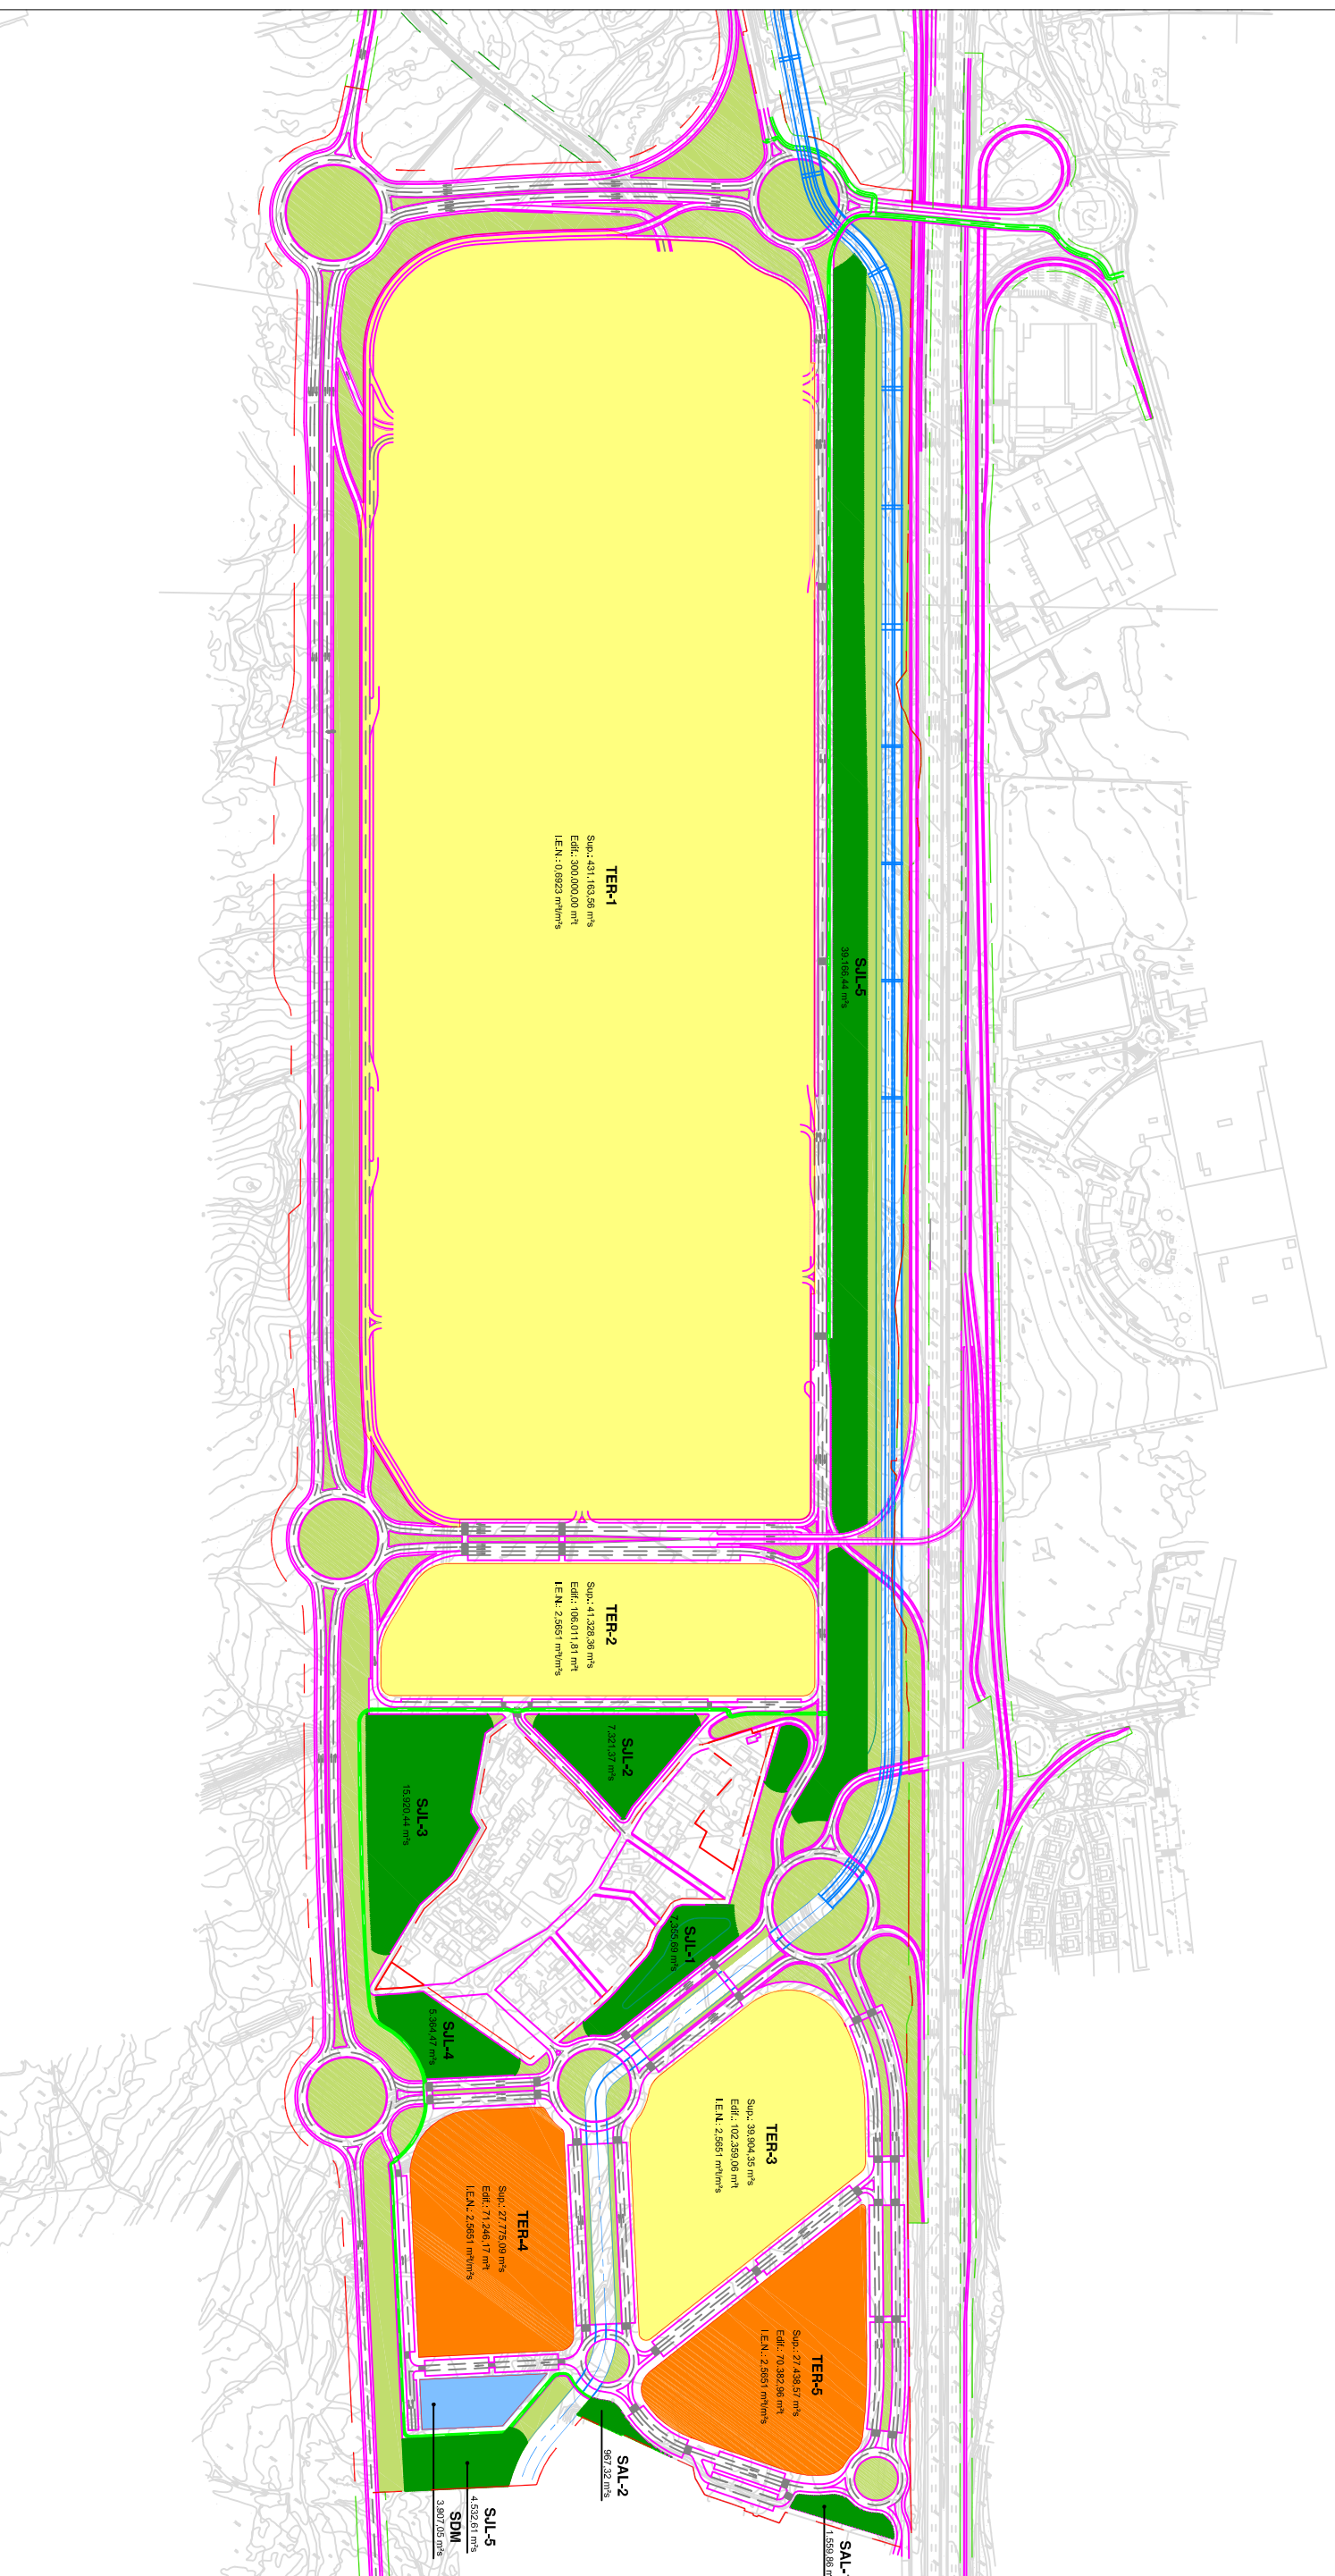 TER-1
Sup.: 431.163,56 m²s
Edif.: 300.000,00 m²t
I.E.N.: 0,6923 m²t/m²s
SJL-5
39.166,44 m²s
TER-2
Sup.: 41.328,36 m²s
Edif.: 106.011,81 m²t
I.E.N.: 2,5651 m²t/m²s
SJL-2
7.321,37 m²s
SJL-3
15.920,44 m²s
SJL-1
7.355,69 m²s
SJL-4
5.364,47 m²s
TER-3
Sup.: 39.904,35 m²s
Edif.: 102.359,06 m²t
I.E.N.: 2,5651 m²t/m²s
TER-4
Sup.: 27.775,09 m²s
Edif.: 71.246,17 m²t
I.E.N.: 2,5651 m²t/m²s
TER-5
Sup.: 27.438,57 m²s
Edif.: 70.382,96 m²t
I.E.N.: 2,5651 m²t/m²s
SAL-2
967,32 m²s
SJL-5
4.532,61 m²s
SDM
3.907,05 m²s
SAL-
1.559,86 m